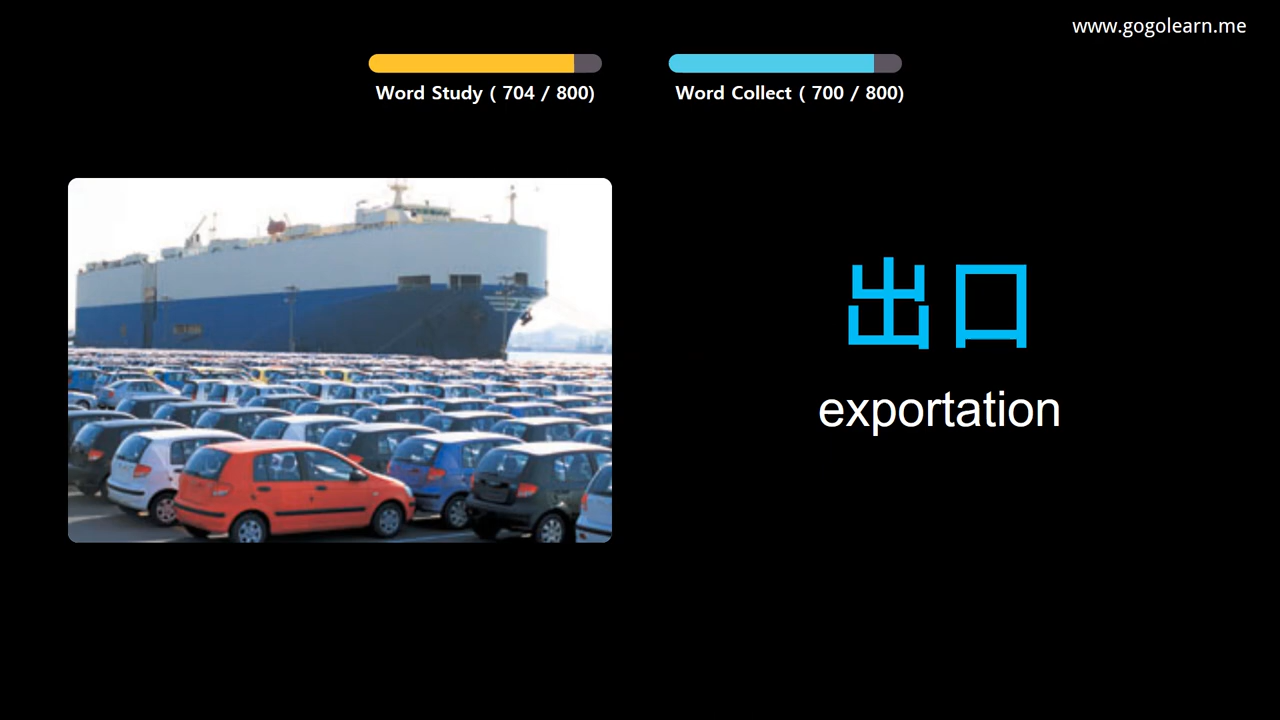 www.gogolearn.me
Word Study ( 704 / 800)
Word Collect ( 700 / 800)
出口
exportation